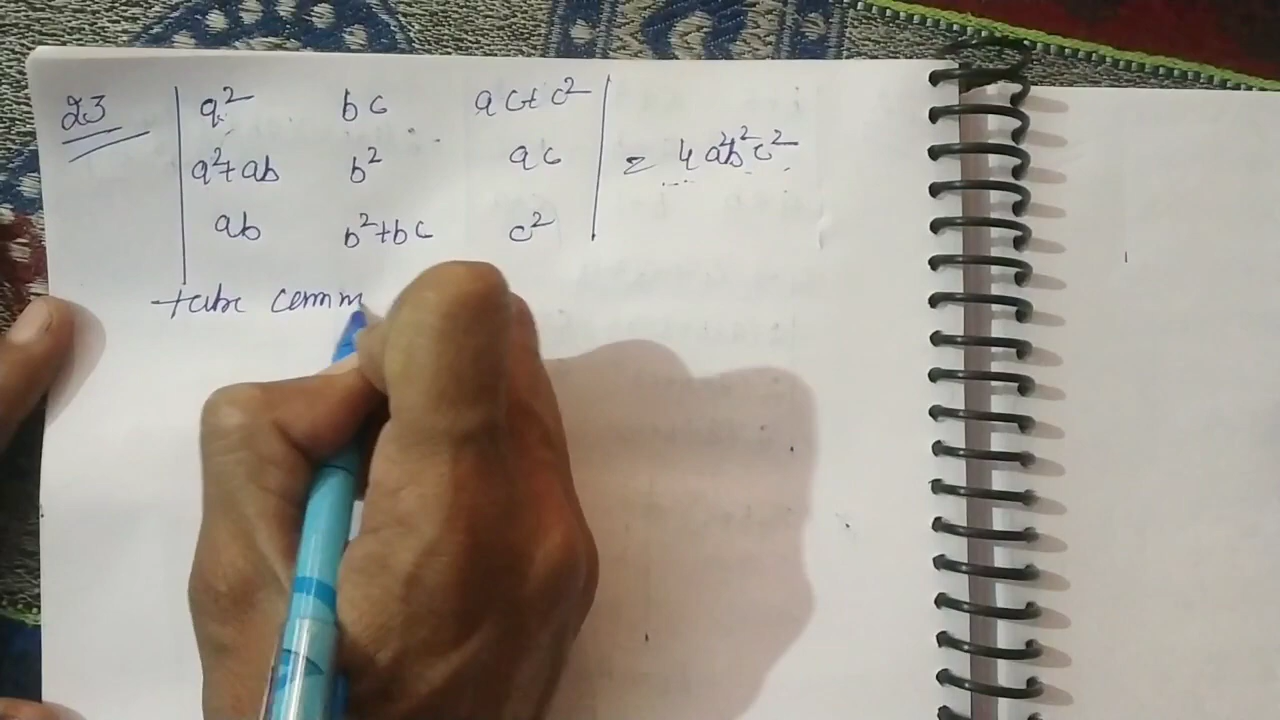 23 | a² bc ac+c² |
| a²+ab b² ac | = 4a²b²c²
| ab b²+bc c² |
take comm